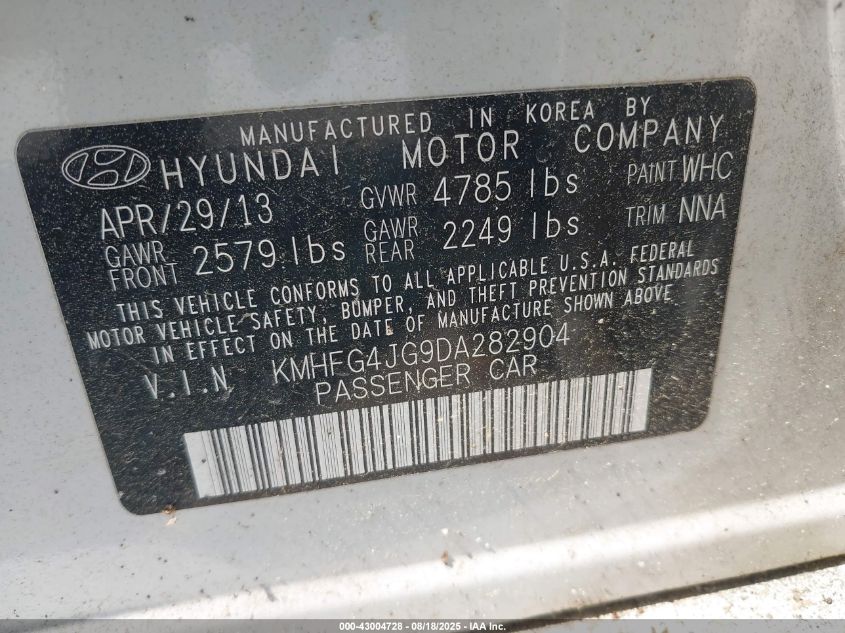 MANUFACTURED IN KOREA BY
HYUNDAI MOTOR COMPANY
APR/29/13 GVWR 4785 lbs PAINT WHC
GAWR FRONT 2579 lbs GAWR REAR 2249 lbs TRIM NNA
THIS VEHICLE CONFORMS TO ALL APPLICABLE U.S.A. FEDERAL
MOTOR VEHICLE SAFETY, BUMPER, AND THEFT PREVENTION STANDARDS
IN EFFECT ON THE DATE OF MANUFACTURE SHOWN ABOVE
V.I.N KMHFG4JG9DA282904
PASSENGER CAR
000-43004728 - 08/18/2025 - IAA Inc.